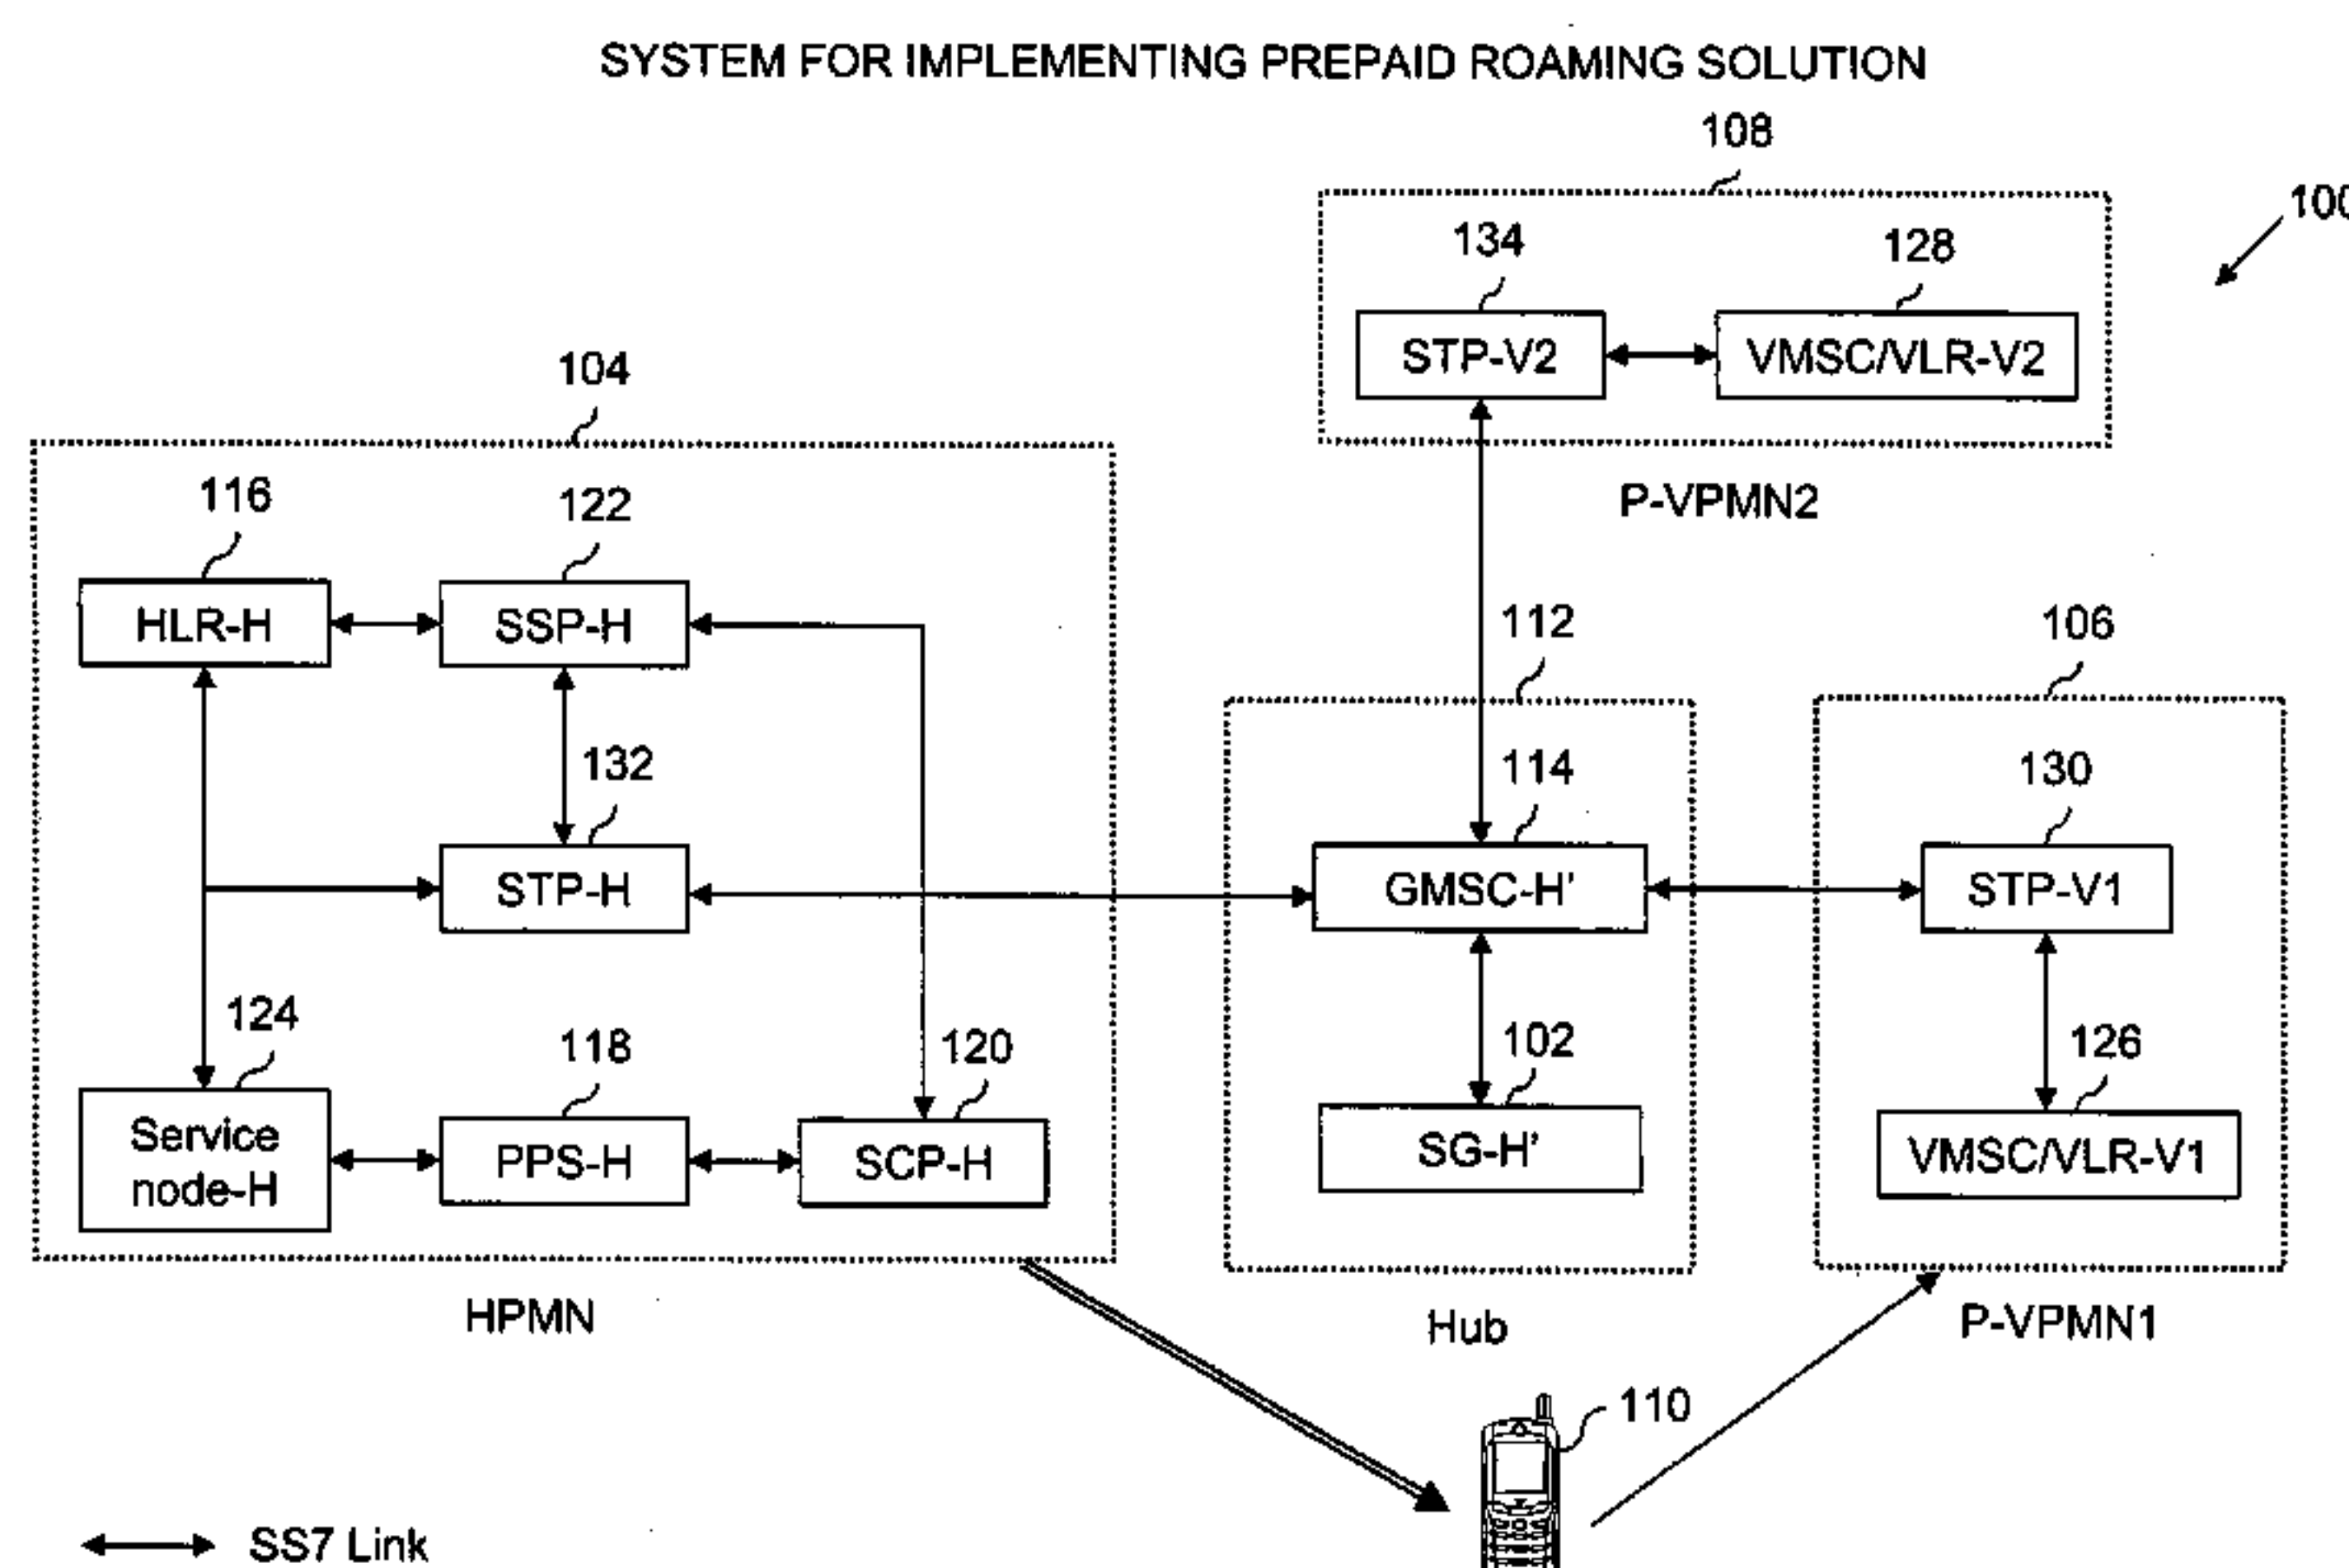 SYSTEM FOR IMPLEMENTING PREPAID ROAMING SOLUTION
108
100
134
128
STP-V2
VMSC/VLR-V2
P-VPMN2
104
116
122
HLR-H
SSP-H
132
STP-H
124
118
120
Service
node-H
PPS-H
SCP-H
HPMN
112
114
GMSC-H'
102
SG-H'
Hub
106
130
STP-V1
126
VMSC/VLR-V1
P-VPMN1
110
SS7 Link